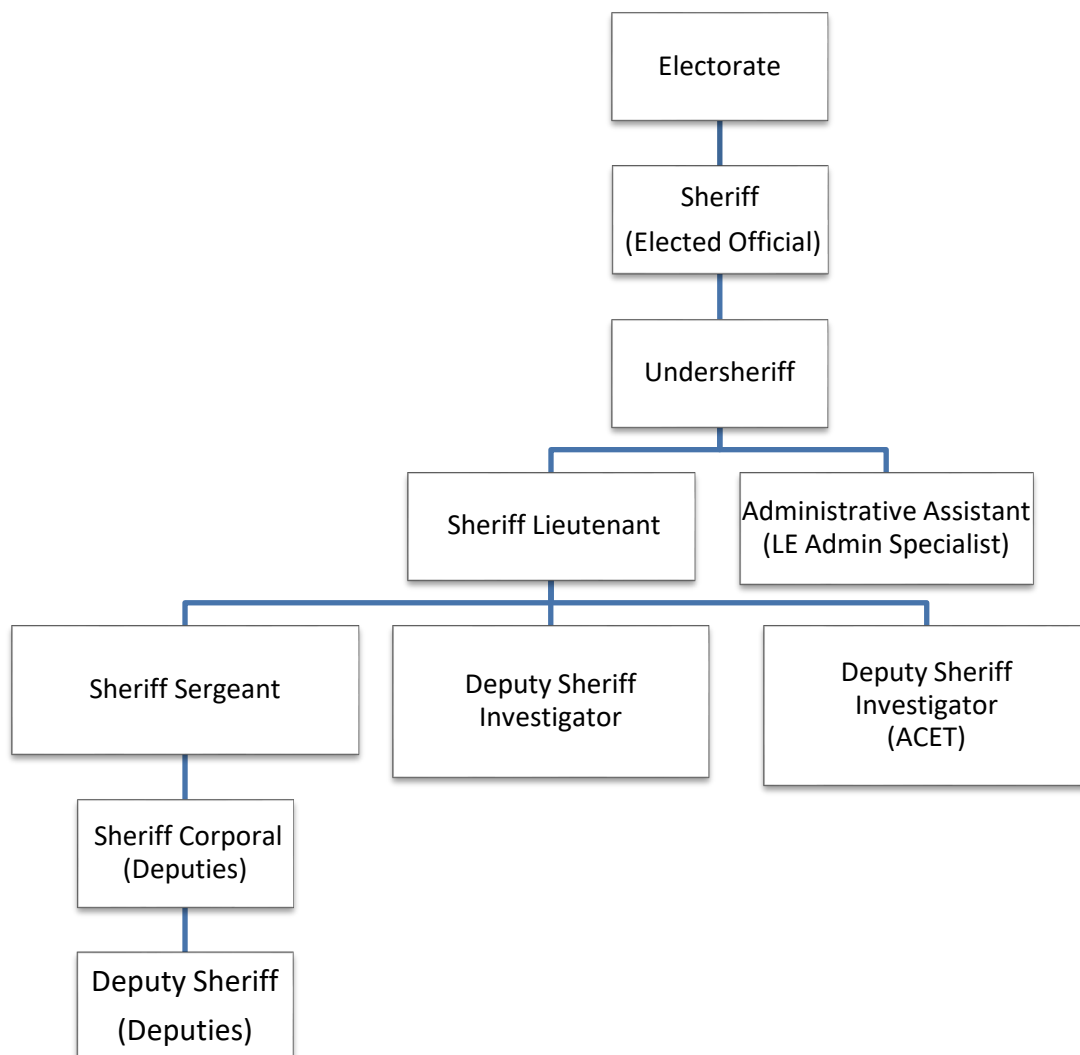 Electorate
Sheriff
(Elected Official)
Undersheriff
Sheriff Lieutenant
Administrative Assistant
(LE Admin Specialist)
Sheriff Sergeant
Deputy Sheriff
Investigator
Deputy Sheriff
Investigator
(ACET)
Sheriff Corporal
(Deputies)
Deputy Sheriff
(Deputies)